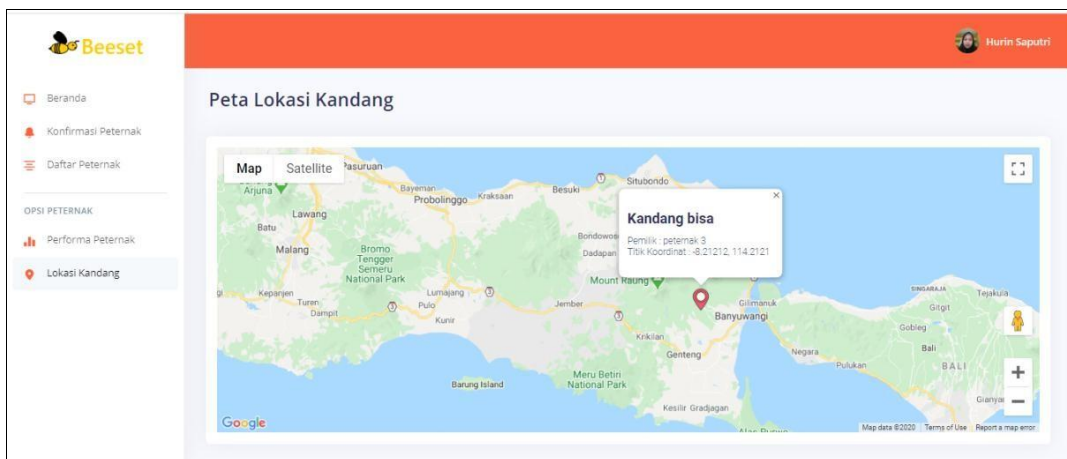 Beeset
Hurin Saputri
Beranda
Konfirmasi Peternak
Daftar Peternak
OPSI PETERNAK
Performa Peternak
Lokasi Kandang
Peta Lokasi Kandang
Map
Satellite
Pasuruan
Arjuna
Bayeman
Probolinggo
Kraksaan
Besuki
Situbondo
Lawang
Batu
Malang
Bromo
Tengger
Semeru
National Park
Kandang bisa
Pemilik : peternak 3
Titik Koordinat : -8.21212, 114.2121
×
Dadapan
Mount Raung
Kepanjen
Turen
Dampit
Lumajang
Pulo
Kunir
Jember
Krikilan
Genteng
Gilimanuk
Banyuwangi
Barung Island
Meru Betiri
National Park
Kesilir Gradjagan
Negara
Pulukan
SINGARAJA
Tejakula
Gitgit
Gobleg
Bali
BALI
+
−
Google
Map data ©2020
Terms of Use
Report a map error